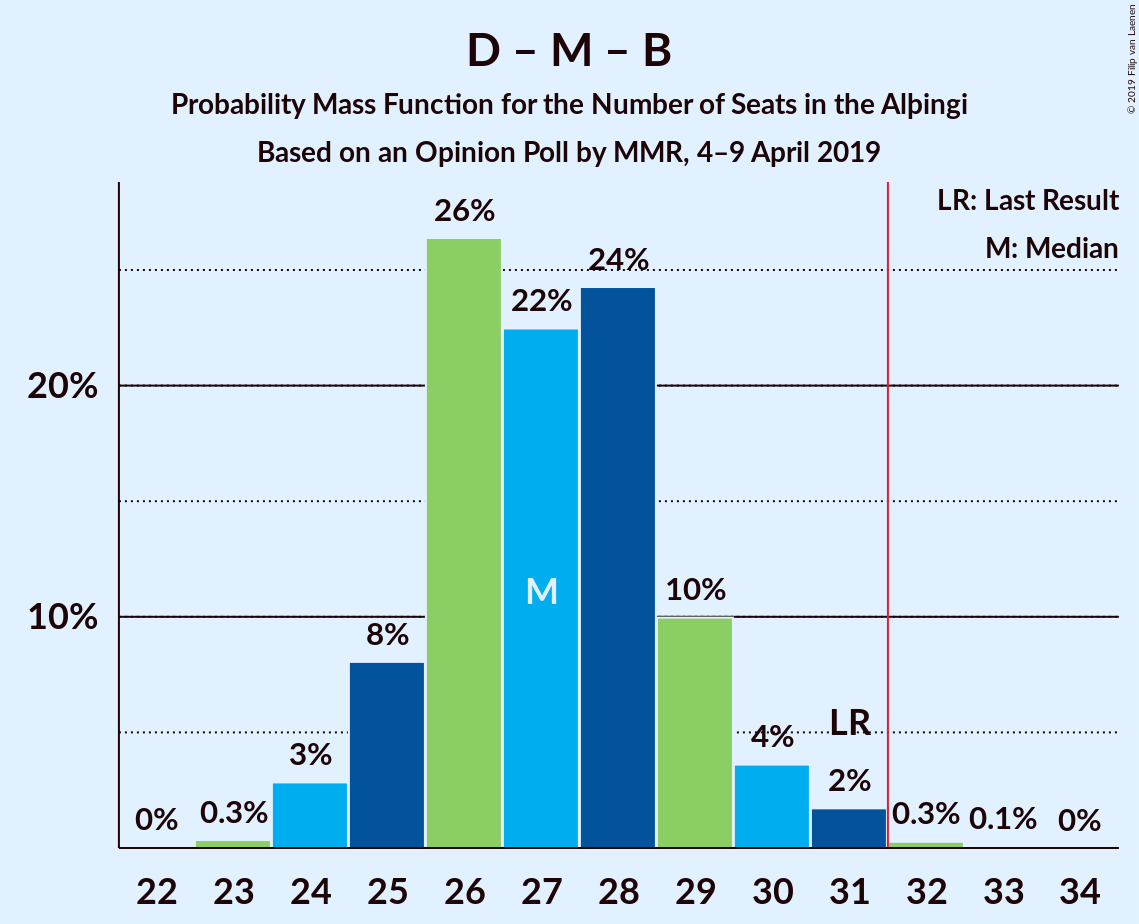 D – M – B
Probability Mass Function for the Number of Seats in the Alþingi
Based on an Opinion Poll by MMR, 4–9 April 2019
© 2019 Filip van Laenen
LR: Last Result
M: Median
26%
24%
22%
20%
M
10%
10%
8%
LR
4%
3%
2%
0%
0.3%
0.3%
0.1%
0%
22 23 24 25 26 27 28 29 30 31 32 33 34